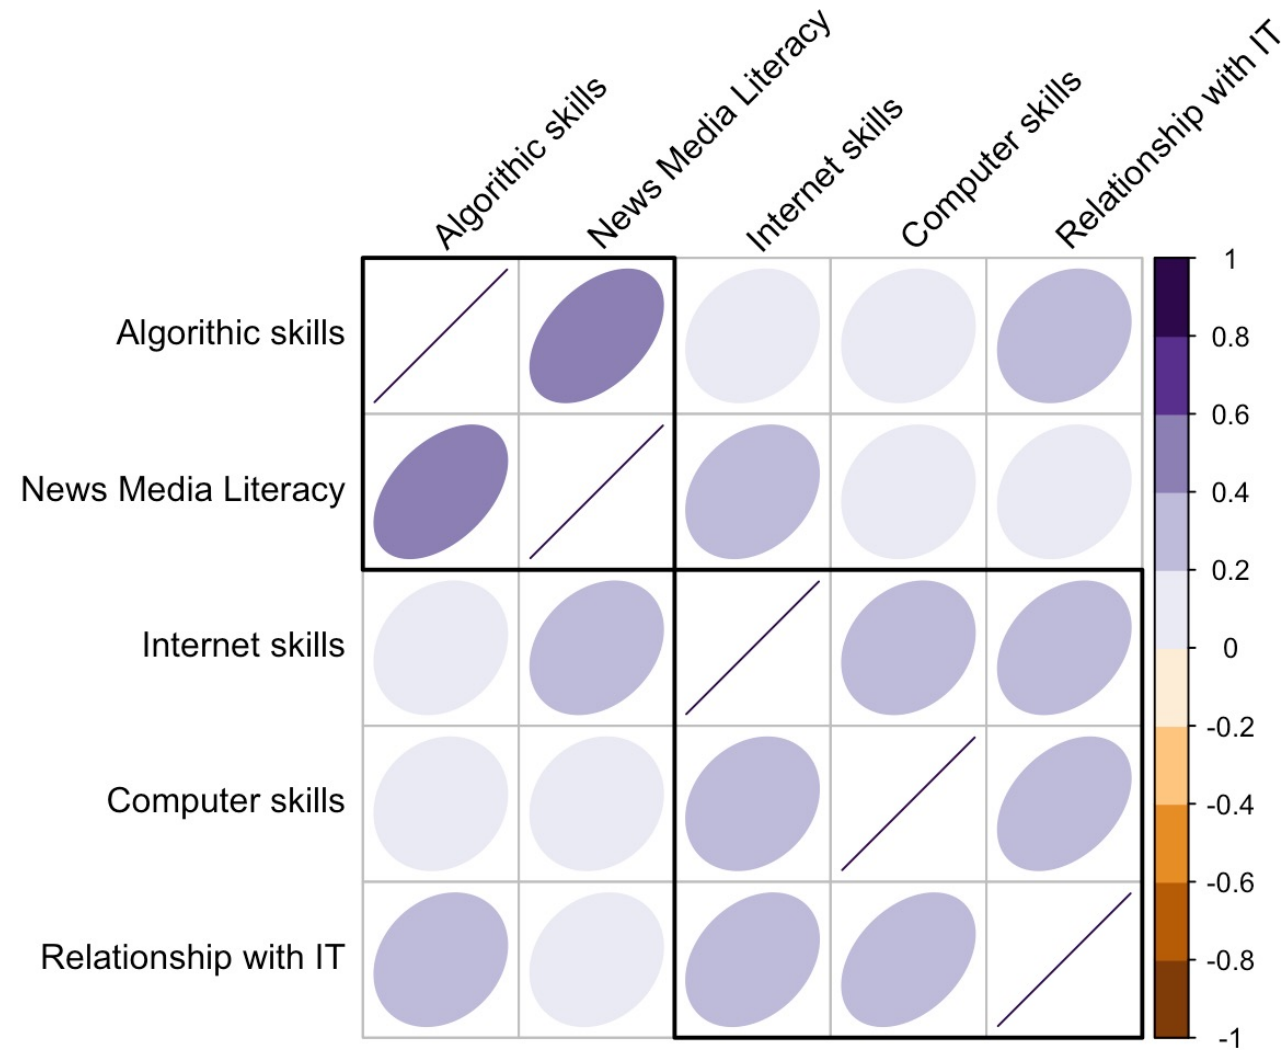 Algorithic skills
News Media Literacy
Internet skills
Computer skills
Relationship with IT
Algorithic skills
News Media Literacy
Internet skills
Computer skills
Relationship with IT
1
0.8
0.6
0.4
0.2
0
-0.2
-0.4
-0.6
-0.8
-1